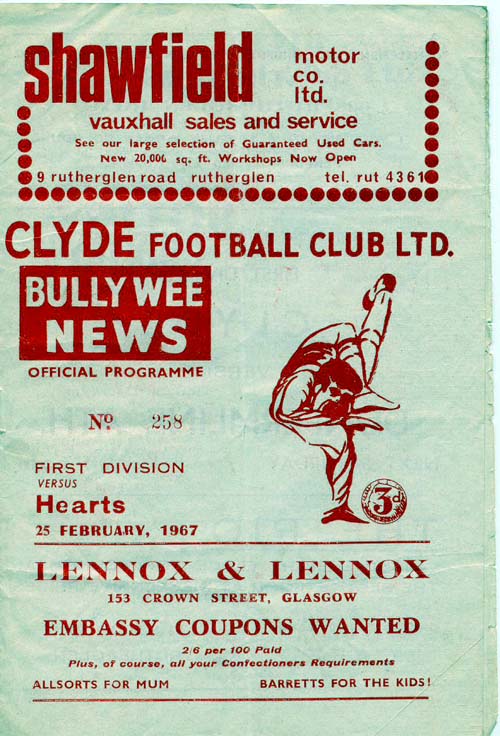 shawfield motor co. ltd.
vauxhall sales and service
See our large selection of Guaranteed Used Cars.
New 20,000 sq. ft. Workshops Now Open
9 rutherglen road rutherglen tel. rut 4361
CLYDE FOOTBALL CLUB LTD.
BULLY WEE
NEWS
OFFICIAL PROGRAMME
No 258
3d
FIRST DIVISION
VERSUS
Hearts
25 FEBRUARY, 1967
LENNOX & LENNOX
153 CROWN STREET, GLASGOW
EMBASSY COUPONS WANTED
2/6 per 100 Paid
Plus, of course, all your Confectioners Requirements
ALLSORTS FOR MUM BARRETTS FOR THE KIDS!